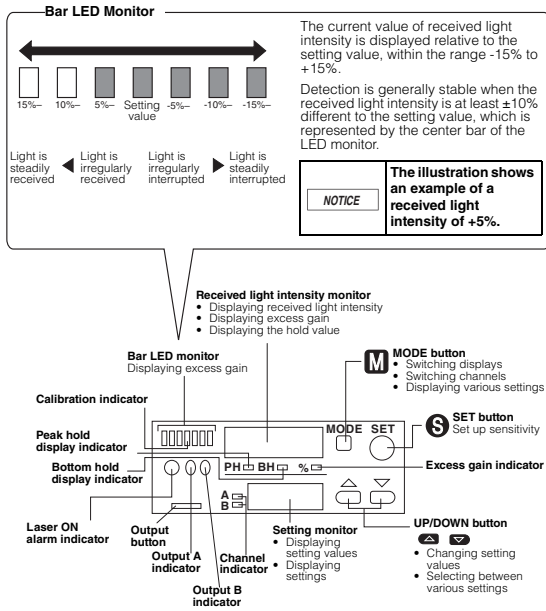 Bar LED Monitor
The current value of received light
intensity is displayed relative to the
setting value, within the range -15% to
+15%.
Detection is generally stable when the
received light intensity is at least ±10%
different to the setting value, which is
represented by the center bar of the
LED monitor.
15%– 10%– 5%– Setting value -5%– -10%– -15%–
Light is steadily received
Light is irregularly received
Light is irregularly interrupted
Light is steadily interrupted
NOTICE
The illustration shows
an example of a
received light
intensity of +5%.
Received light intensity monitor
• Displaying received light intensity
• Displaying excess gain
• Displaying the hold value
Bar LED monitor
Displaying excess gain
M
MODE button
• Switching displays
• Switching channels
• Displaying various settings
Calibration indicator
MODE SET
S
SET button
Set up sensitivity
Peak hold
display indicator
Bottom hold
display indicator
PH BH %
Excess gain indicator
A
B
Laser ON
alarm indicator
Output
button
Output A
indicator
Output B
indicator
Channel
indicator
Setting monitor
• Displaying
setting values
• Displaying
settings
UP/DOWN button
• Changing setting
values
• Selecting between
various settings